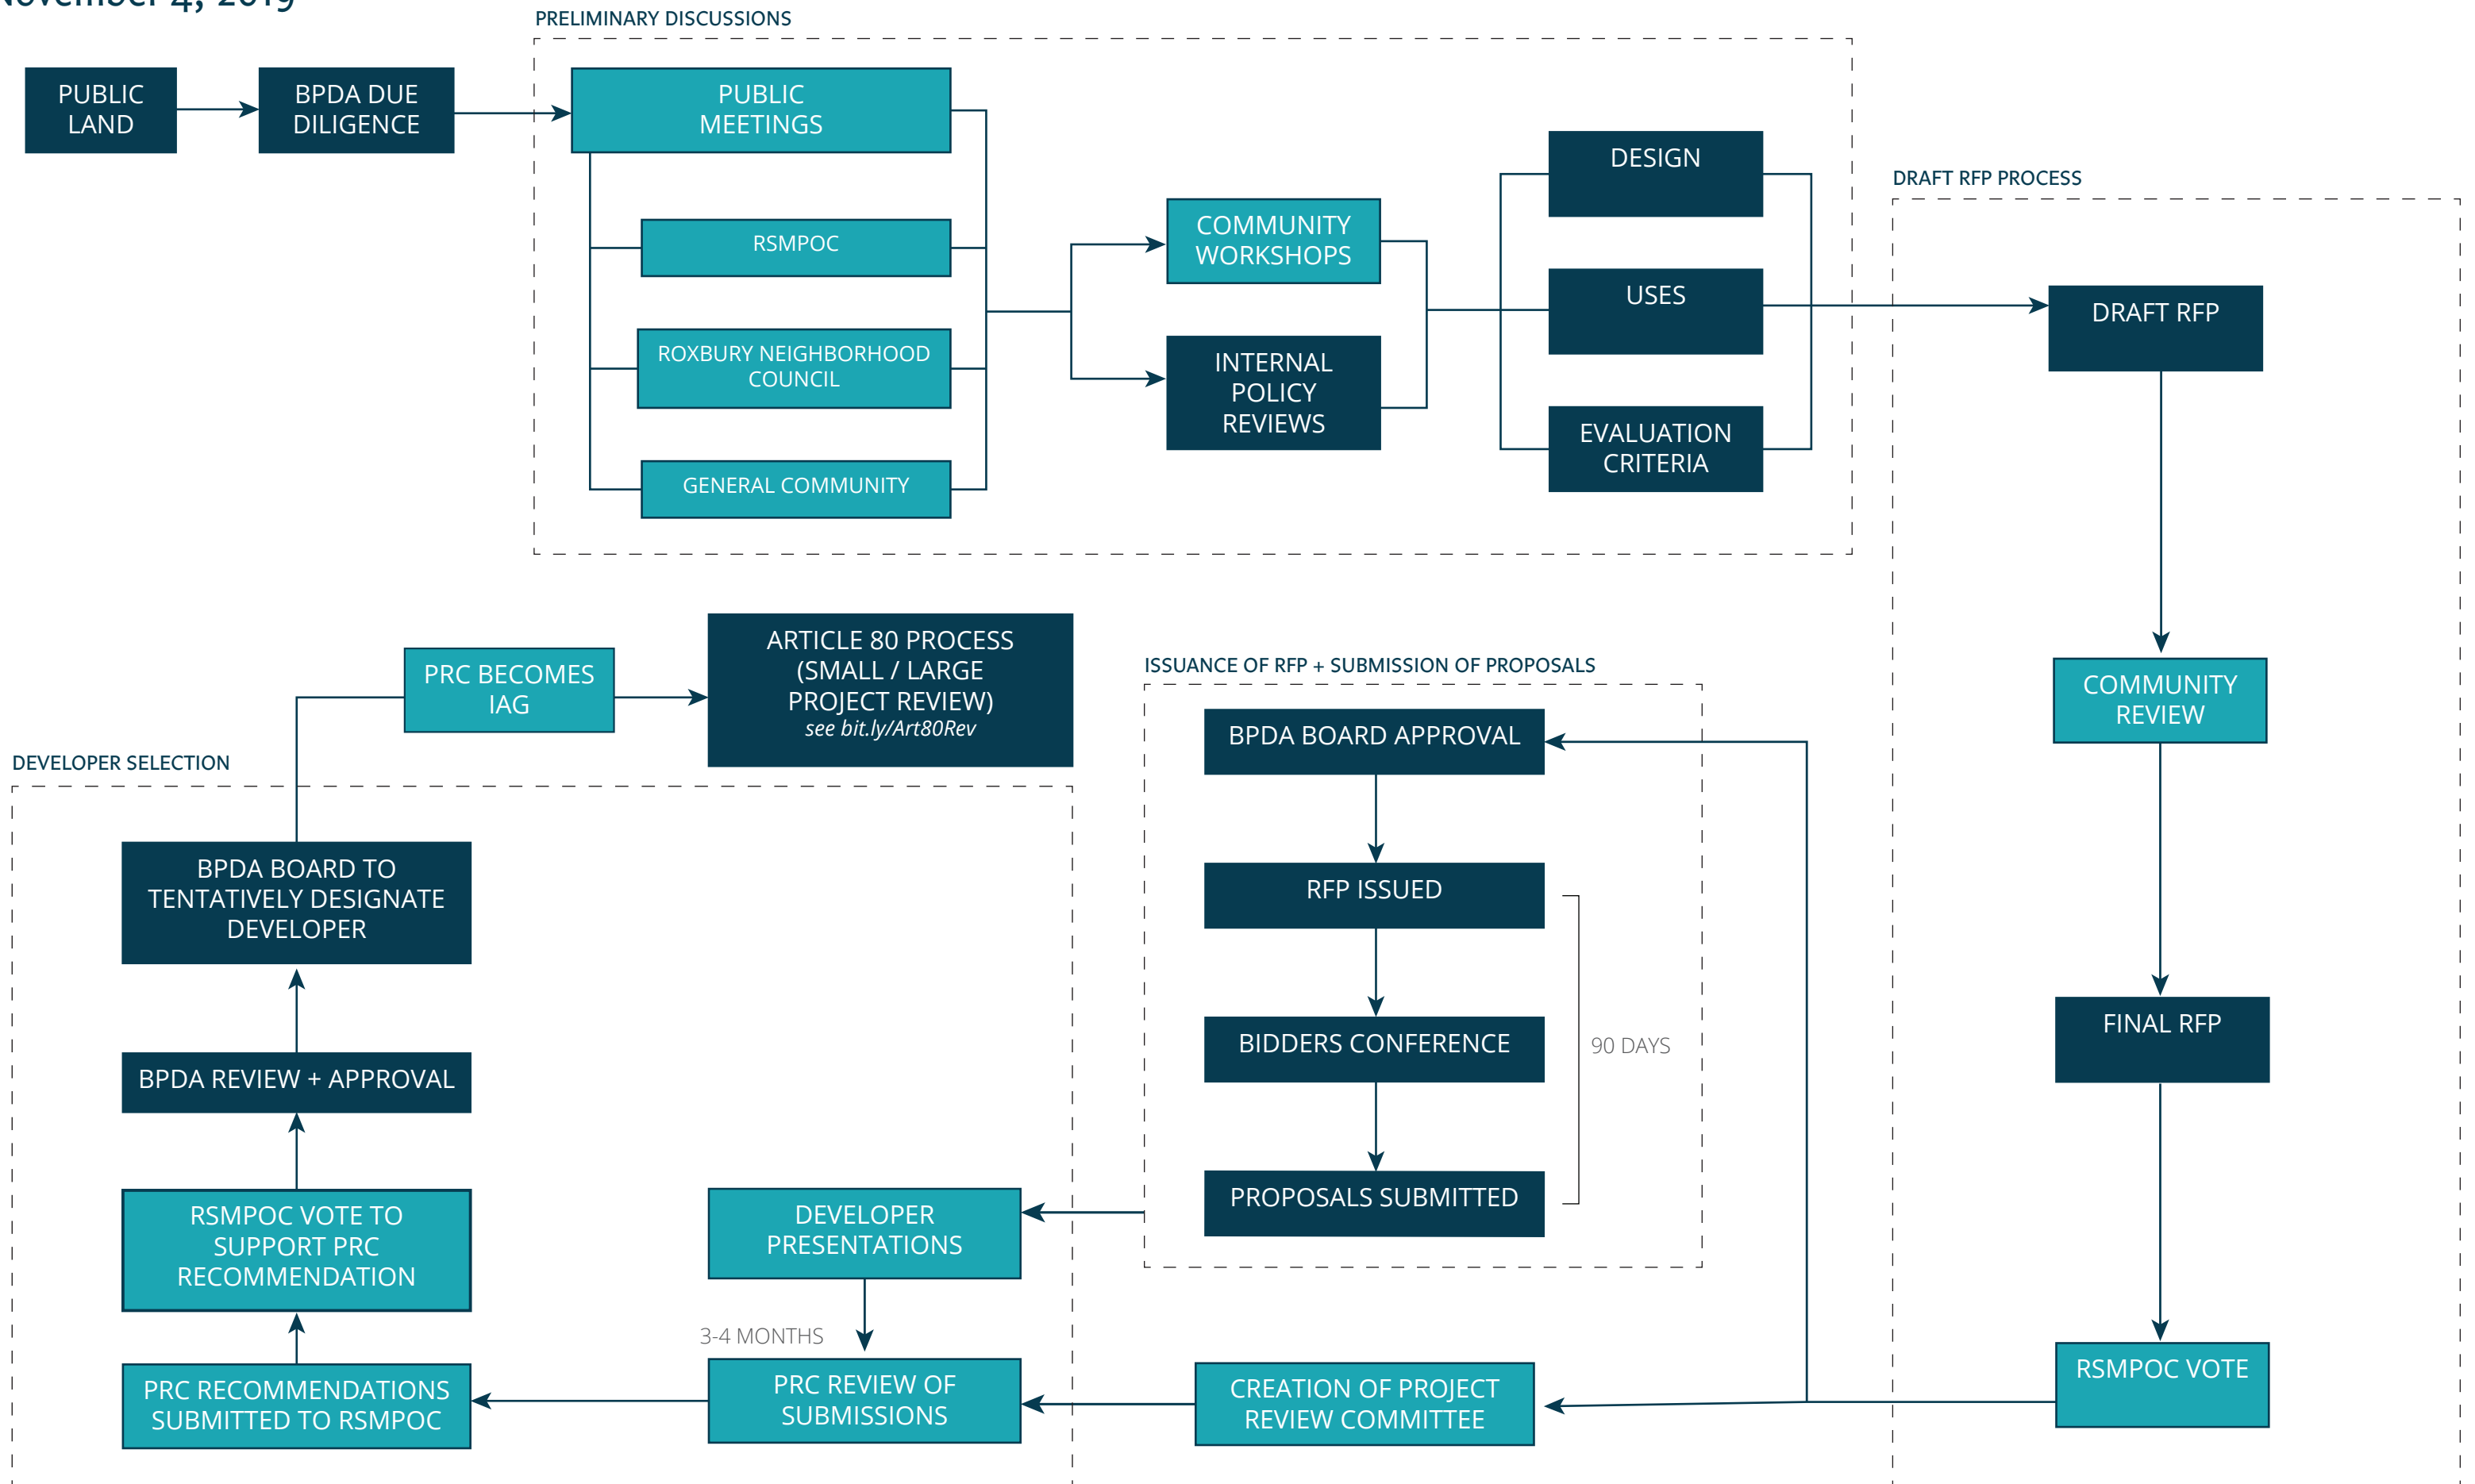 November 4, 2019
PRELIMINARY DISCUSSIONS
PUBLIC
LAND
BPDA DUE
DILIGENCE
PUBLIC
MEETINGS
RSMPOC
ROXBURY NEIGHBORHOOD
COUNCIL
GENERAL COMMUNITY
COMMUNITY
WORKSHOPS
INTERNAL
POLICY
REVIEWS
DESIGN
USES
EVALUATION
CRITERIA
DRAFT RFP PROCESS
DRAFT RFP
COMMUNITY
REVIEW
FINAL RFP
RSMPOC VOTE
ISSUANCE OF RFP + SUBMISSION OF PROPOSALS
BPDA BOARD APPROVAL
RFP ISSUED
BIDDERS CONFERENCE
90 DAYS
PROPOSALS SUBMITTED
CREATION OF PROJECT
REVIEW COMMITTEE
DEVELOPER SELECTION
DEVELOPER
PRESENTATIONS
3-4 MONTHS
PRC REVIEW OF
SUBMISSIONS
PRC RECOMMENDATIONS
SUBMITTED TO RSMPOC
RSMPOC VOTE TO
SUPPORT PRC
RECOMMENDATION
BPDA REVIEW + APPROVAL
BPDA BOARD TO
TENTATIVELY DESIGNATE
DEVELOPER
PRC BECOMES
IAG
ARTICLE 80 PROCESS
(SMALL / LARGE
PROJECT REVIEW)
see bit.ly/Art80Rev